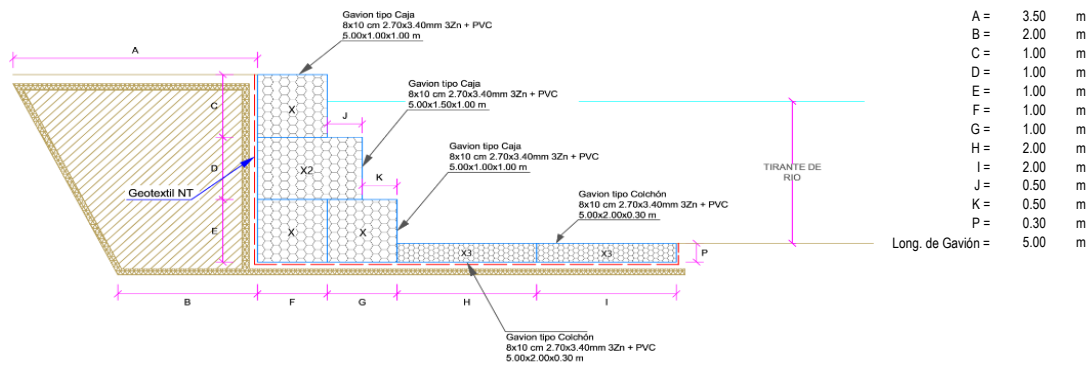 Gavion tipo Caja
8x10 cm 2.70x3.40mm 3Zn + PVC
5.00x1.00x1.00 m
A
C
X
J
Gavion tipo Caja
8x10 cm 2.70x3.40mm 3Zn + PVC
5.00x1.50x1.00 m
D
X2
K
Gavion tipo Caja
8x10 cm 2.70x3.40mm 3Zn + PVC
5.00x1.00x1.00 m
Geotextil NT
TIRANTE DE
RIO
Gavion tipo Colchón
8x10 cm 2.70x3.40mm 3Zn + PVC
5.00x2.00x0.30 m
E
X
X
X3
X3
P
B
F
G
H
I
Gavion tipo Colchón
8x10 cm 2.70x3.40mm 3Zn + PVC
5.00x2.00x0.30 m
A = 3.50 m
B = 2.00 m
C = 1.00 m
D = 1.00 m
E = 1.00 m
F = 1.00 m
G = 1.00 m
H = 2.00 m
I = 2.00 m
J = 0.50 m
K = 0.50 m
P = 0.30 m
Long. de Gavión = 5.00 m